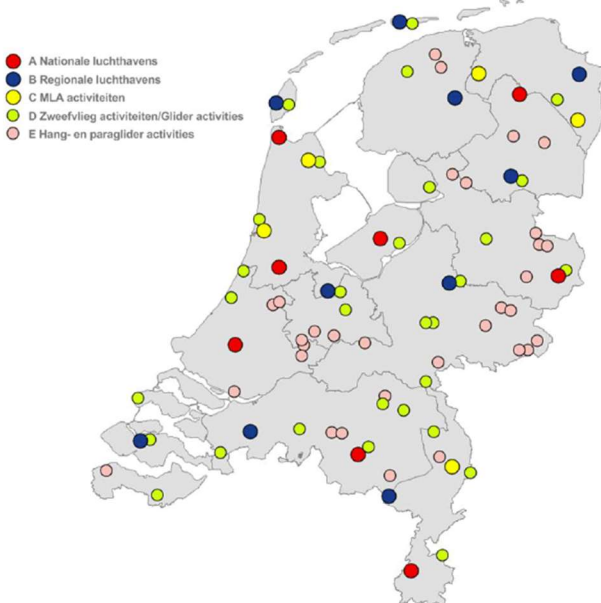 A Nationale luchthavens
B Regionale luchthavens
C MLA activiteiten
D Zweefvlieg activiteiten/Glider activities
E Hang- en paraglider activities